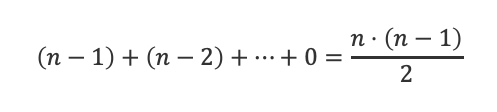 (n − 1) + (n − 2) + ⋯ + 0 = n · (n − 1) / 2